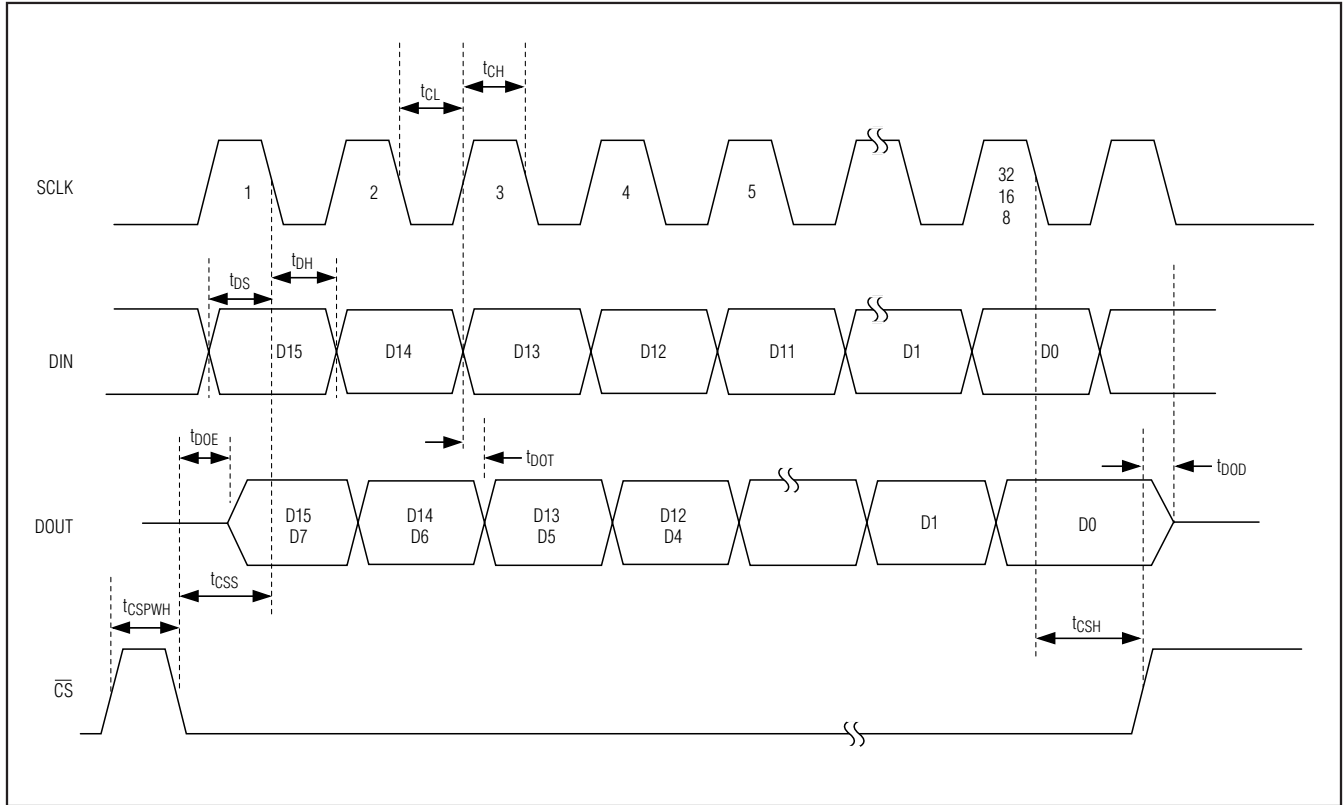 tCH
tCL
SCLK
1
2
3
4
5
32
16
8
tDH
tDS
DIN
D15
D14
D13
D12
D11
D1
D0
tDOE
tDOT
tDOD
DOUT
D15
D7
D14
D6
D13
D5
D12
D4
D1
D0
tCSS
tCSPWH
tCSH
CS